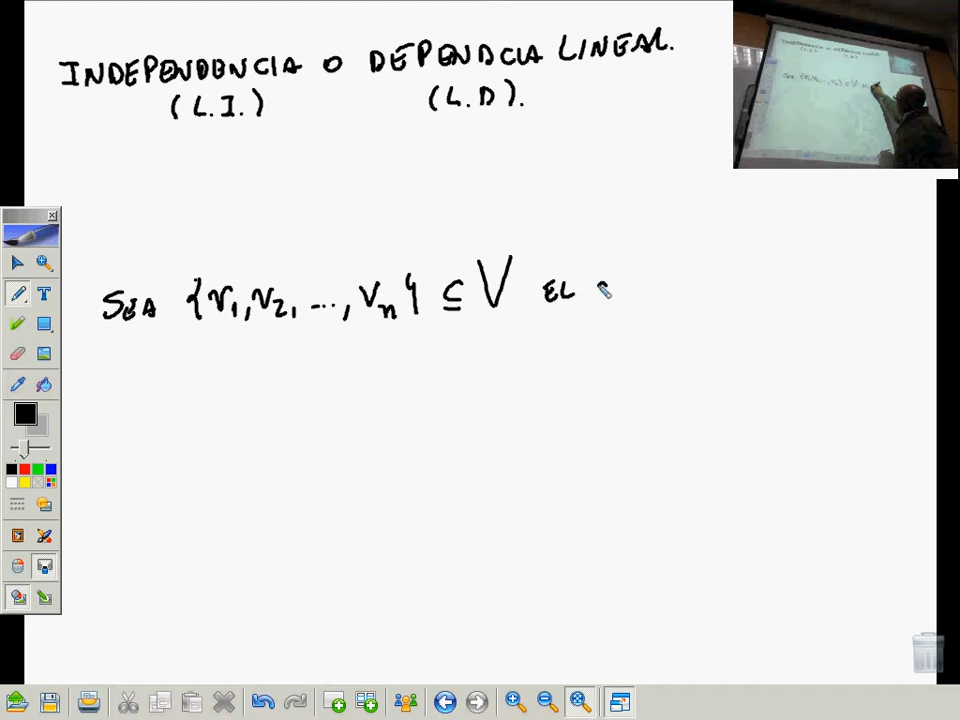 INDEPENDENCIA O DEPENDCIA LINEAL.
(L.I.) (L.D).
SEA {v1, v2, ..., vn} ⊆ V EL